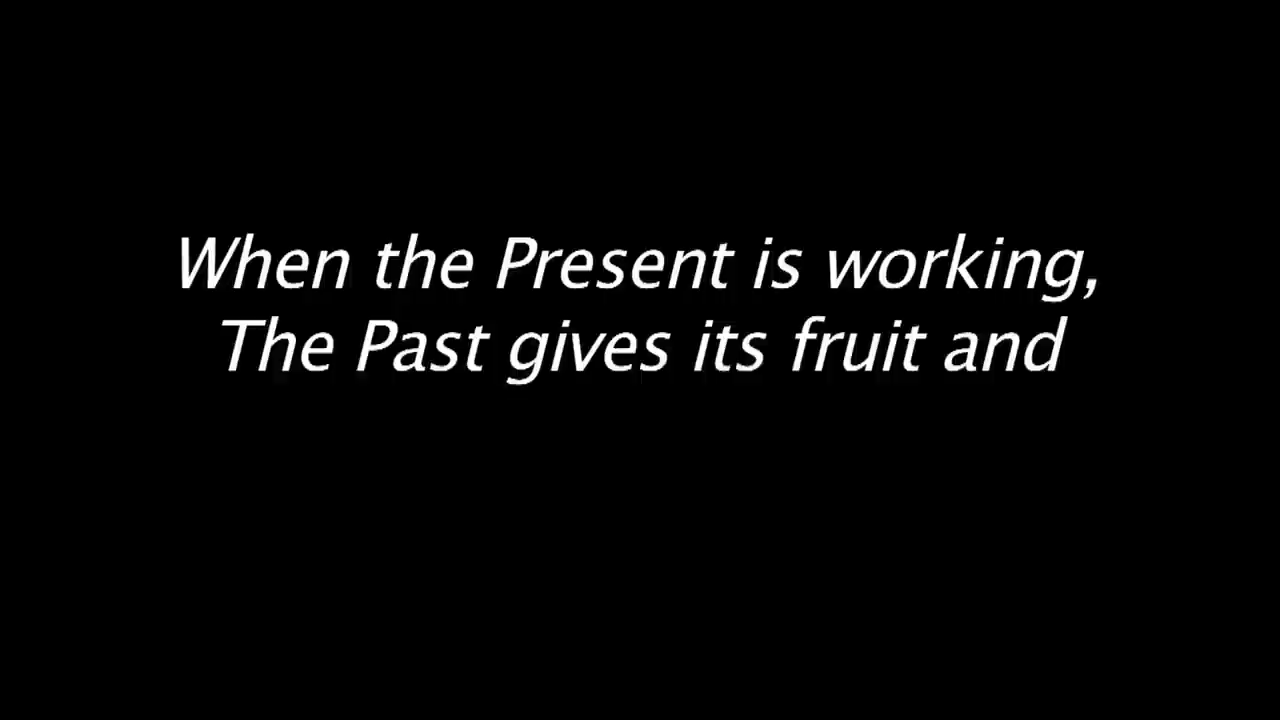 When the Present is working,
The Past gives its fruit and